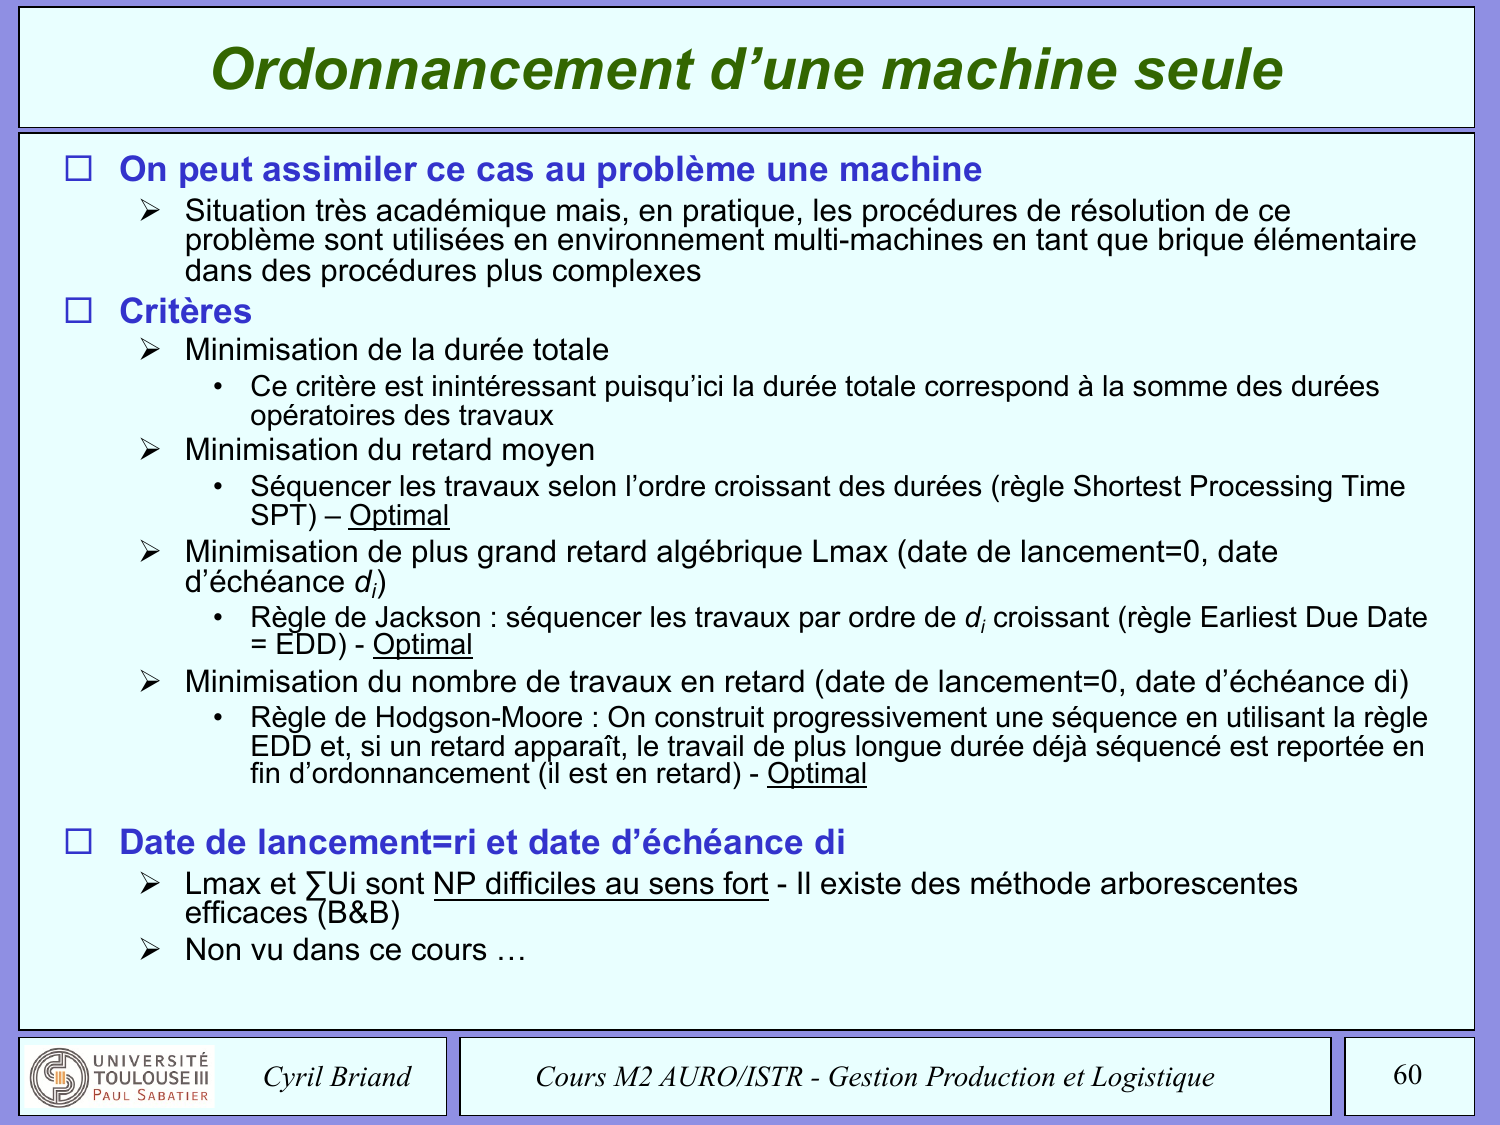 Ordonnancement d’une machine seule
On peut assimiler ce cas au problème une machine
Situation très académique mais, en pratique, les procédures de résolution de ce
problème sont utilisées en environnement multi-machines en tant que brique élémentaire
dans des procédures plus complexes
Critères
Minimisation de la durée totale
Ce critère est inintéressant puisqu’ici la durée totale correspond à la somme des durées
opératoires des travaux
Minimisation du retard moyen
Séquencer les travaux selon l’ordre croissant des durées (règle Shortest Processing Time
SPT) – Optimal
Minimisation de plus grand retard algébrique Lmax (date de lancement=0, date
d’échéance di)
Règle de Jackson : séquencer les travaux par ordre de di croissant (règle Earliest Due Date
= EDD) - Optimal
Minimisation du nombre de travaux en retard (date de lancement=0, date d’échéance di)
Règle de Hodgson-Moore : On construit progressivement une séquence en utilisant la règle
EDD et, si un retard apparaît, le travail de plus longue durée déjà séquencé est reportée en
fin d’ordonnancement (il est en retard) - Optimal
Date de lancement=ri et date d’échéance di
Lmax et ∑Ui sont NP difficiles au sens fort - Il existe des méthode arborescentes
efficaces (B&B)
Non vu dans ce cours …
UNIVERSITÉ
TOULOUSE III
PAUL SABATIER
Cyril Briand
Cours M2 AURO/ISTR - Gestion Production et Logistique
60